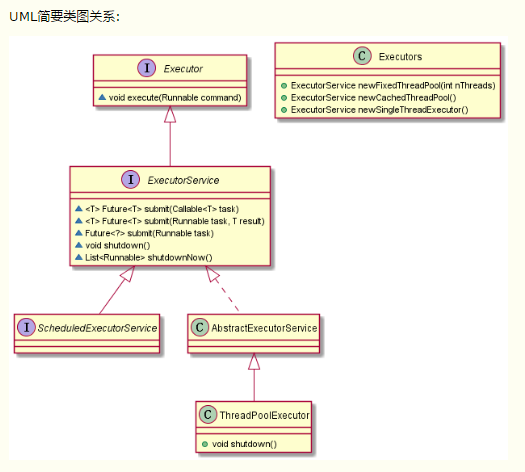 UML简要类图关系:
I Executor
void execute(Runnable command)
C Executors
ExecutorService newFixedThreadPool(int nThreads)
ExecutorService newCachedThreadPool()
ExecutorService newSingleThreadExecutor()
I ExecutorService
<T> Future<T> submit(Callable<T> task)
<T> Future<T> submit(Runnable task, T result)
Future<?> submit(Runnable task)
void shutdown()
List<Runnable> shutdownNow()
I ScheduledExecutorService
C AbstractExecutorService
C ThreadPoolExecutor
void shutdown()